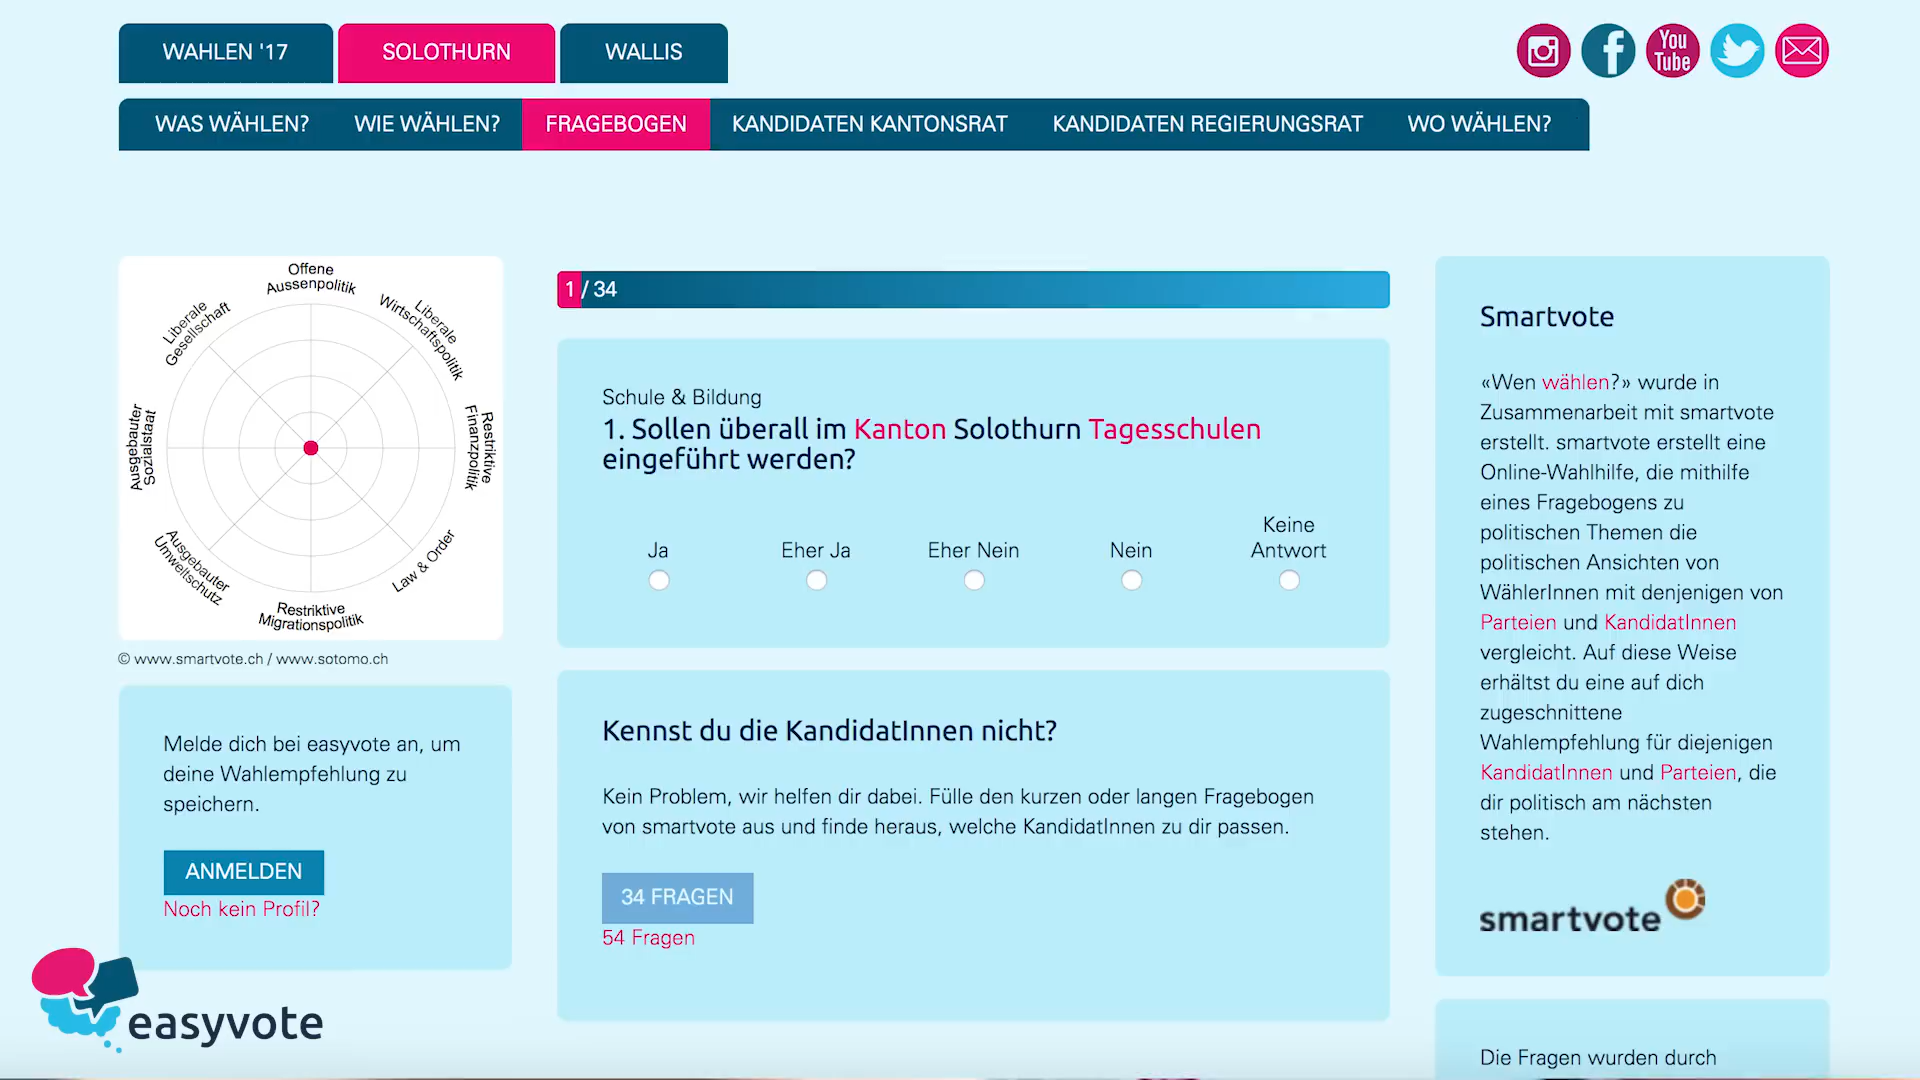 WAHLEN '17
SOLOTHURN
WALLIS
You
Tube
WAS WÄHLEN?
WIE WÄHLEN?
FRAGEBOGEN
KANDIDATEN KANTONSRAT
KANDIDATEN REGIERUNGSRAT
WO WÄHLEN?
Offene
Aussenpolitik
Liberale
Wirtschaftspolitik
Restriktive
Finanzpolitik
Law & Order
Restriktive
Migrationspolitik
Ausgebauter
Umweltschutz
Ausgebauter
Sozialstaat
Liberale
Gesellschaft
© www.smartvote.ch / www.sotomo.ch
Melde dich bei easyvote an, um
deine Wahlempfehlung zu
speichern.
ANMELDEN
Noch kein Profil?
easyvote
1 / 34
Schule & Bildung
1. Sollen überall im Kanton Solothurn Tagesschulen
eingeführt werden?
Ja
Eher Ja
Eher Nein
Nein
Keine
Antwort
Kennst du die KandidatInnen nicht?
Kein Problem, wir helfen dir dabei. Fülle den kurzen oder langen Fragebogen
von smartvote aus und finde heraus, welche KandidatInnen zu dir passen.
34 FRAGEN
54 Fragen
Smartvote
«Wen wählen?» wurde in
Zusammenarbeit mit smartvote
erstellt. smartvote erstellt eine
Online-Wahlhilfe, die mithilfe
eines Fragebogens zu
politischen Themen die
politischen Ansichten von
WählerInnen mit denjenigen von
Parteien und KandidatInnen
vergleicht. Auf diese Weise
erhältst du eine auf dich
zugeschnittene
Wahlempfehlung für diejenigen
KandidatInnen und Parteien, die
dir politisch am nächsten
stehen.
smartvote
Die Fragen wurden durch